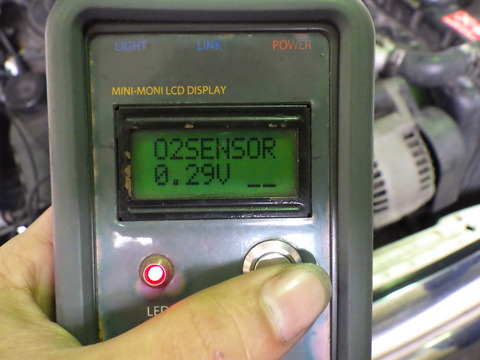 LIGHT LINK POWER
MINI-MONI LCD DISPLAY
O2SENSOR
0.29V __
LED